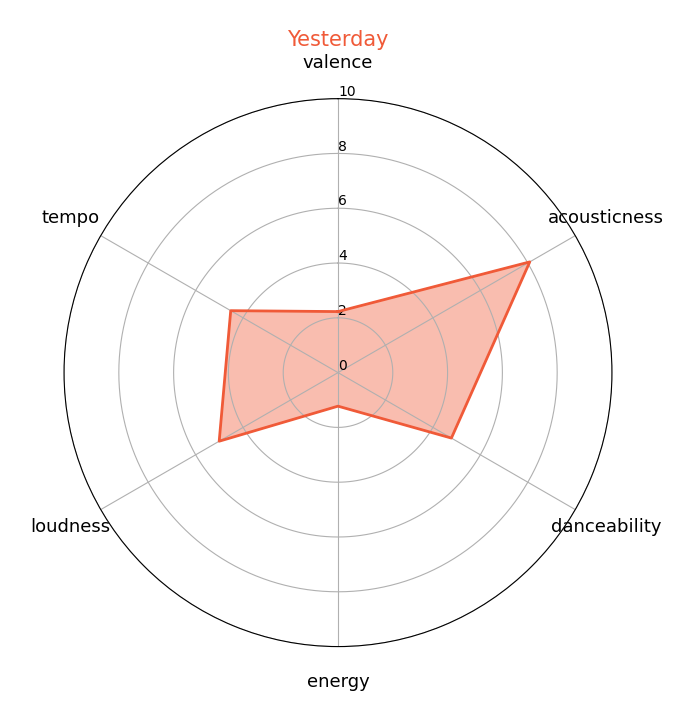 Yesterday
valence
10
8
6
4
2
0
tempo
acousticness
loudness
danceability
energy